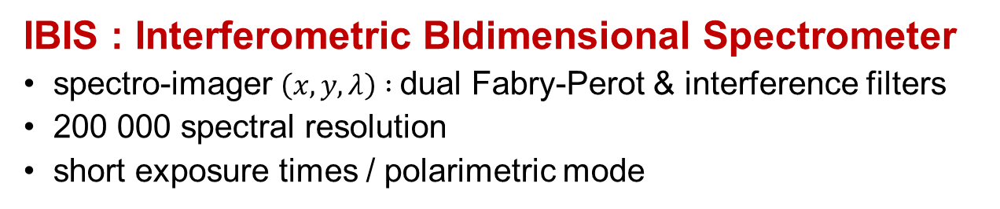 IBIS : Interferometric BIdimensional Spectrometer
• spectro-imager (x, y, λ) : dual Fabry-Perot & interference filters
• 200 000 spectral resolution
• short exposure times / polarimetric mode